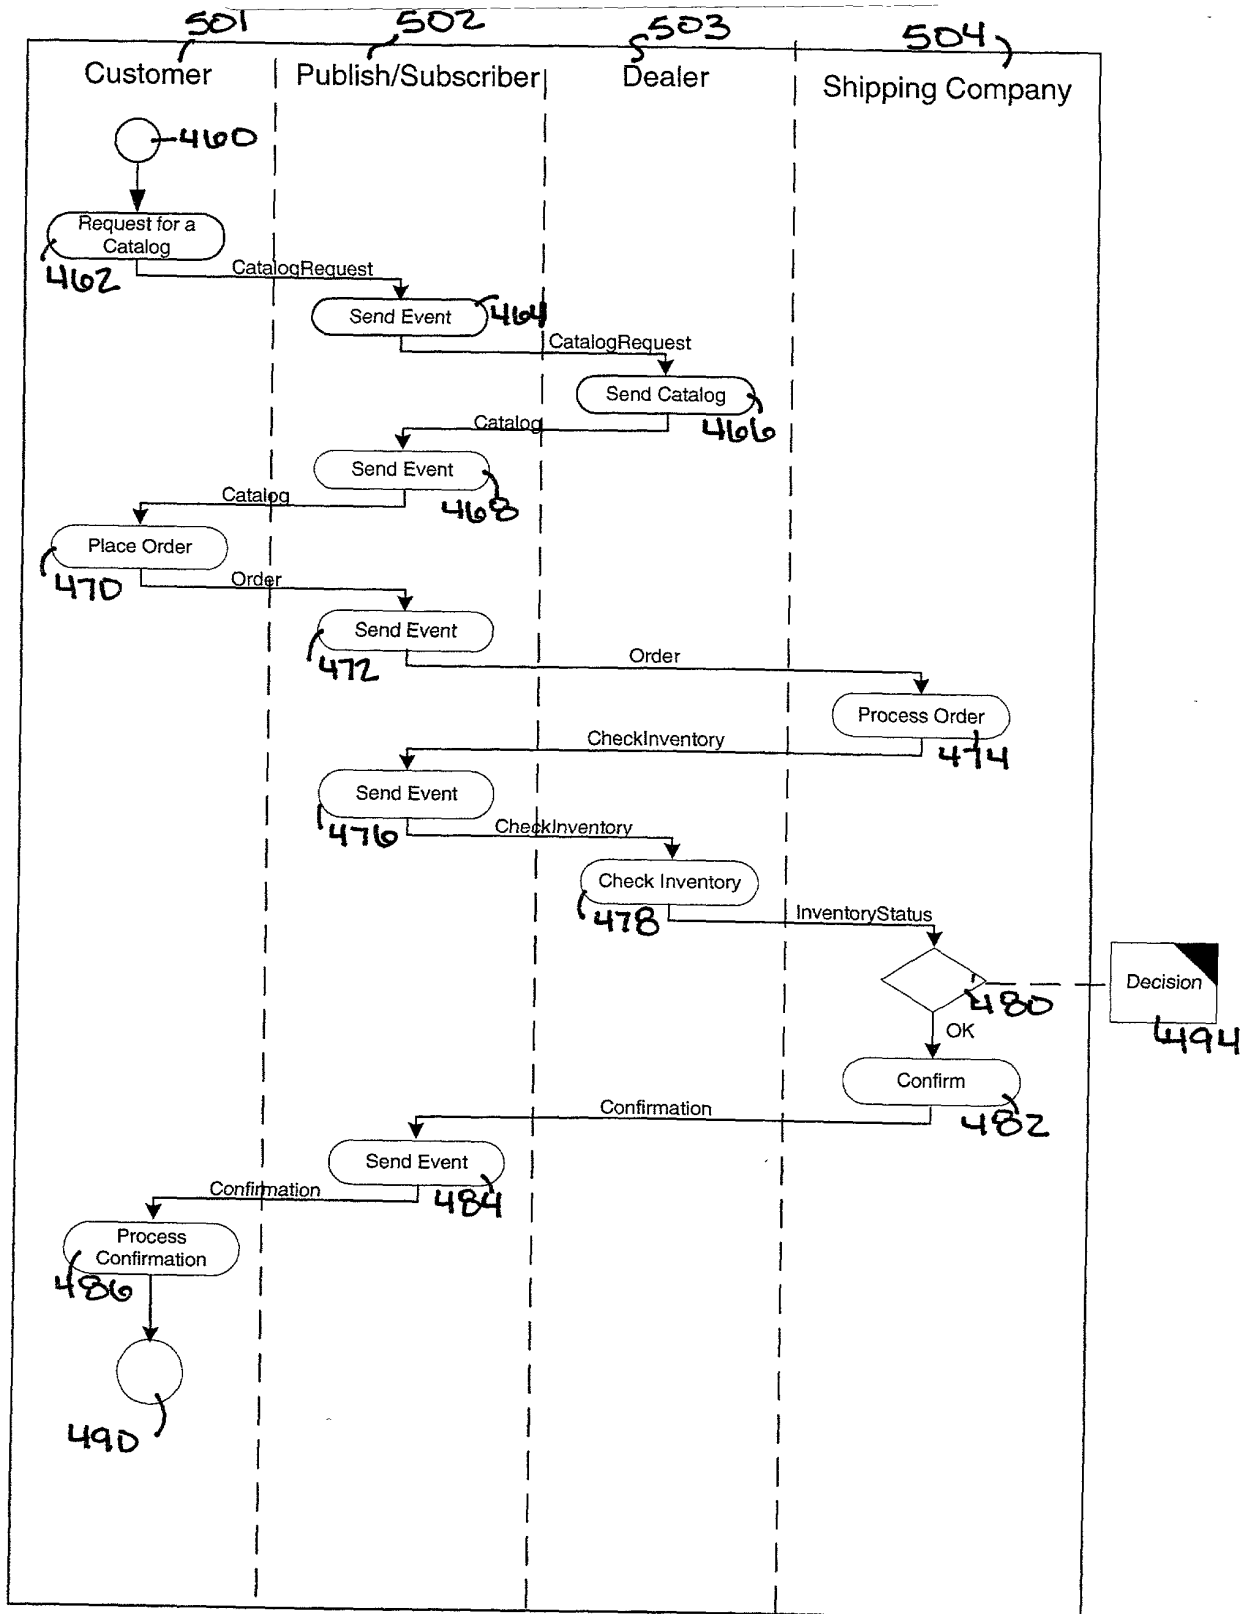 501 502 503 504
Customer Publish/Subscriber Dealer Shipping Company
460
Request for a
Catalog
462
CatalogRequest
Send Event
464
CatalogRequest
Send Catalog
466
Catalog
Send Event
468
Catalog
Place Order
470
Order
Send Event
472
Order
Process Order
474
CheckInventory
Send Event
476
CheckInventory
Check Inventory
478
InventoryStatus
480
Decision
494
OK
Confirm
482
Confirmation
Send Event
484
Confirmation
Process
Confirmation
486
490